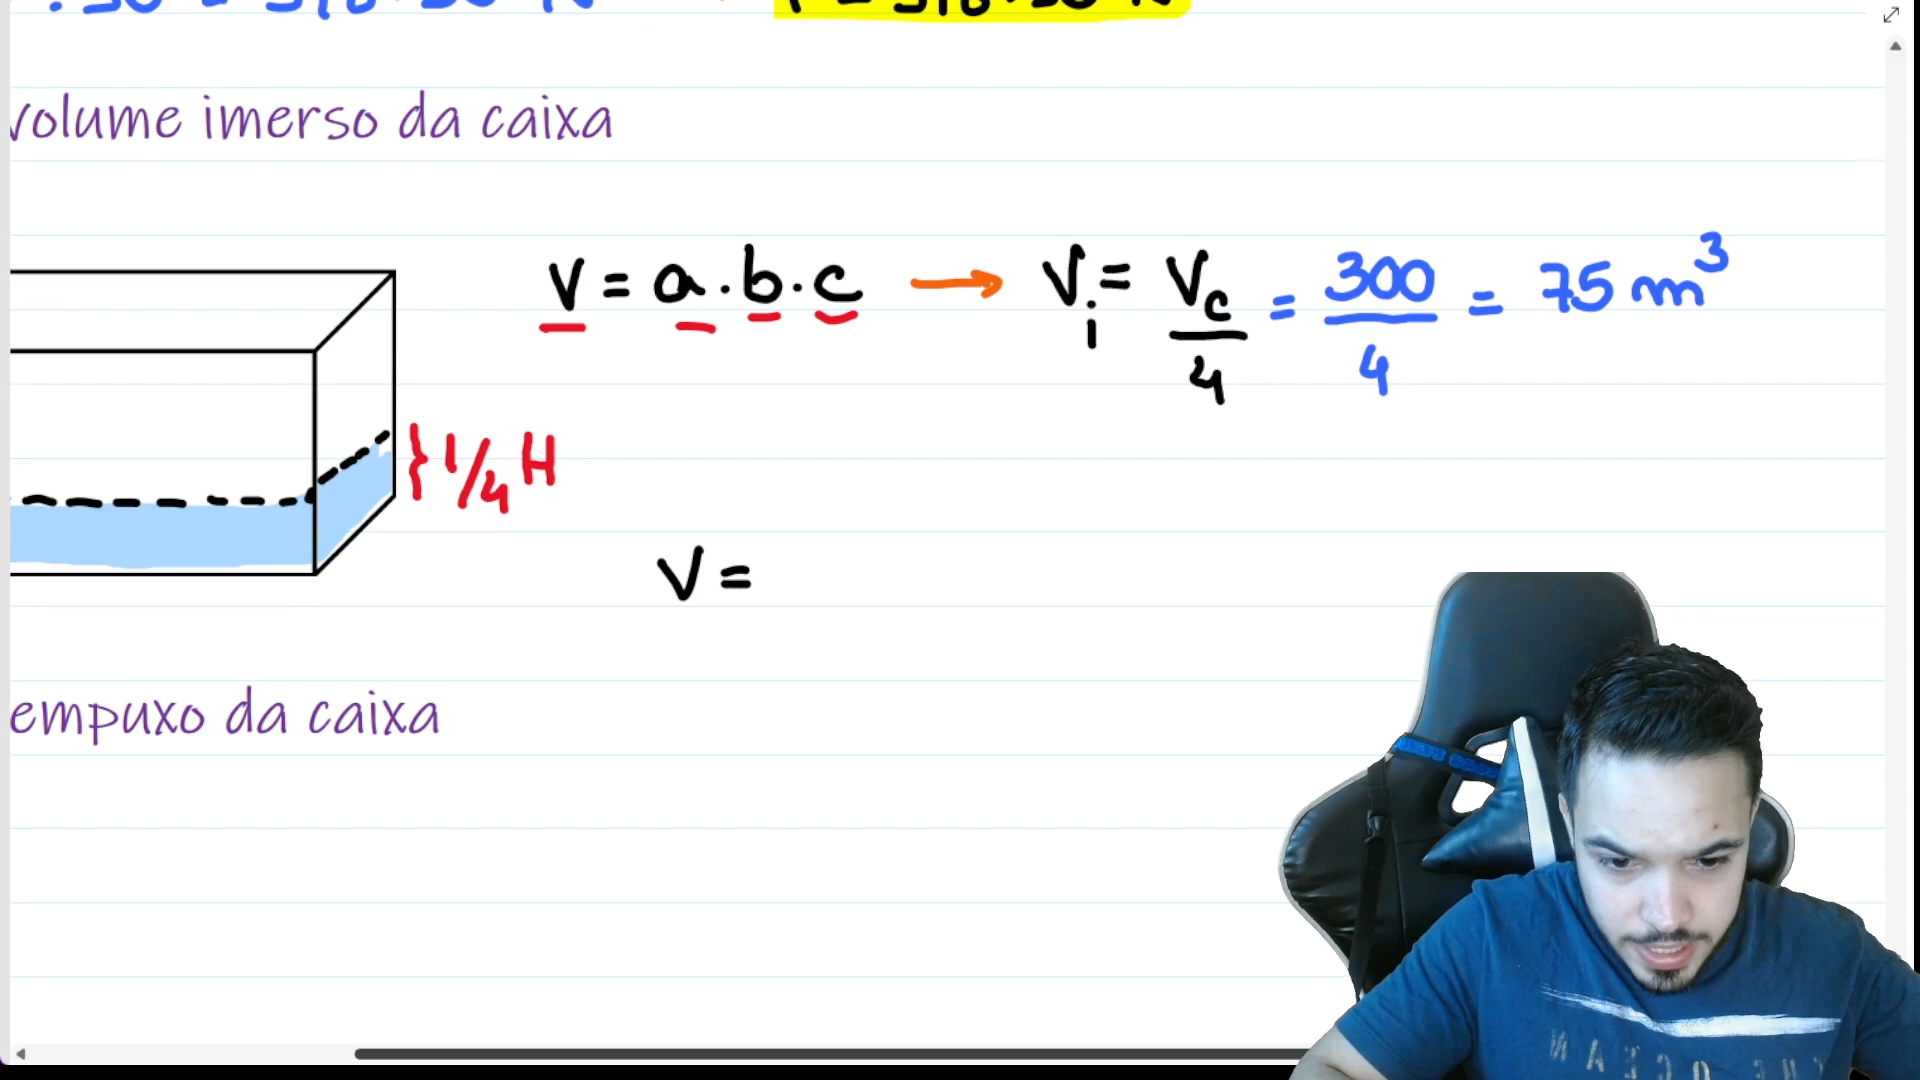 volume imerso da caixa
V = a . b . c → Vi = Vc/4 = 300/4 = 75 m³
} 1/4 H
V =
empuxo da caixa